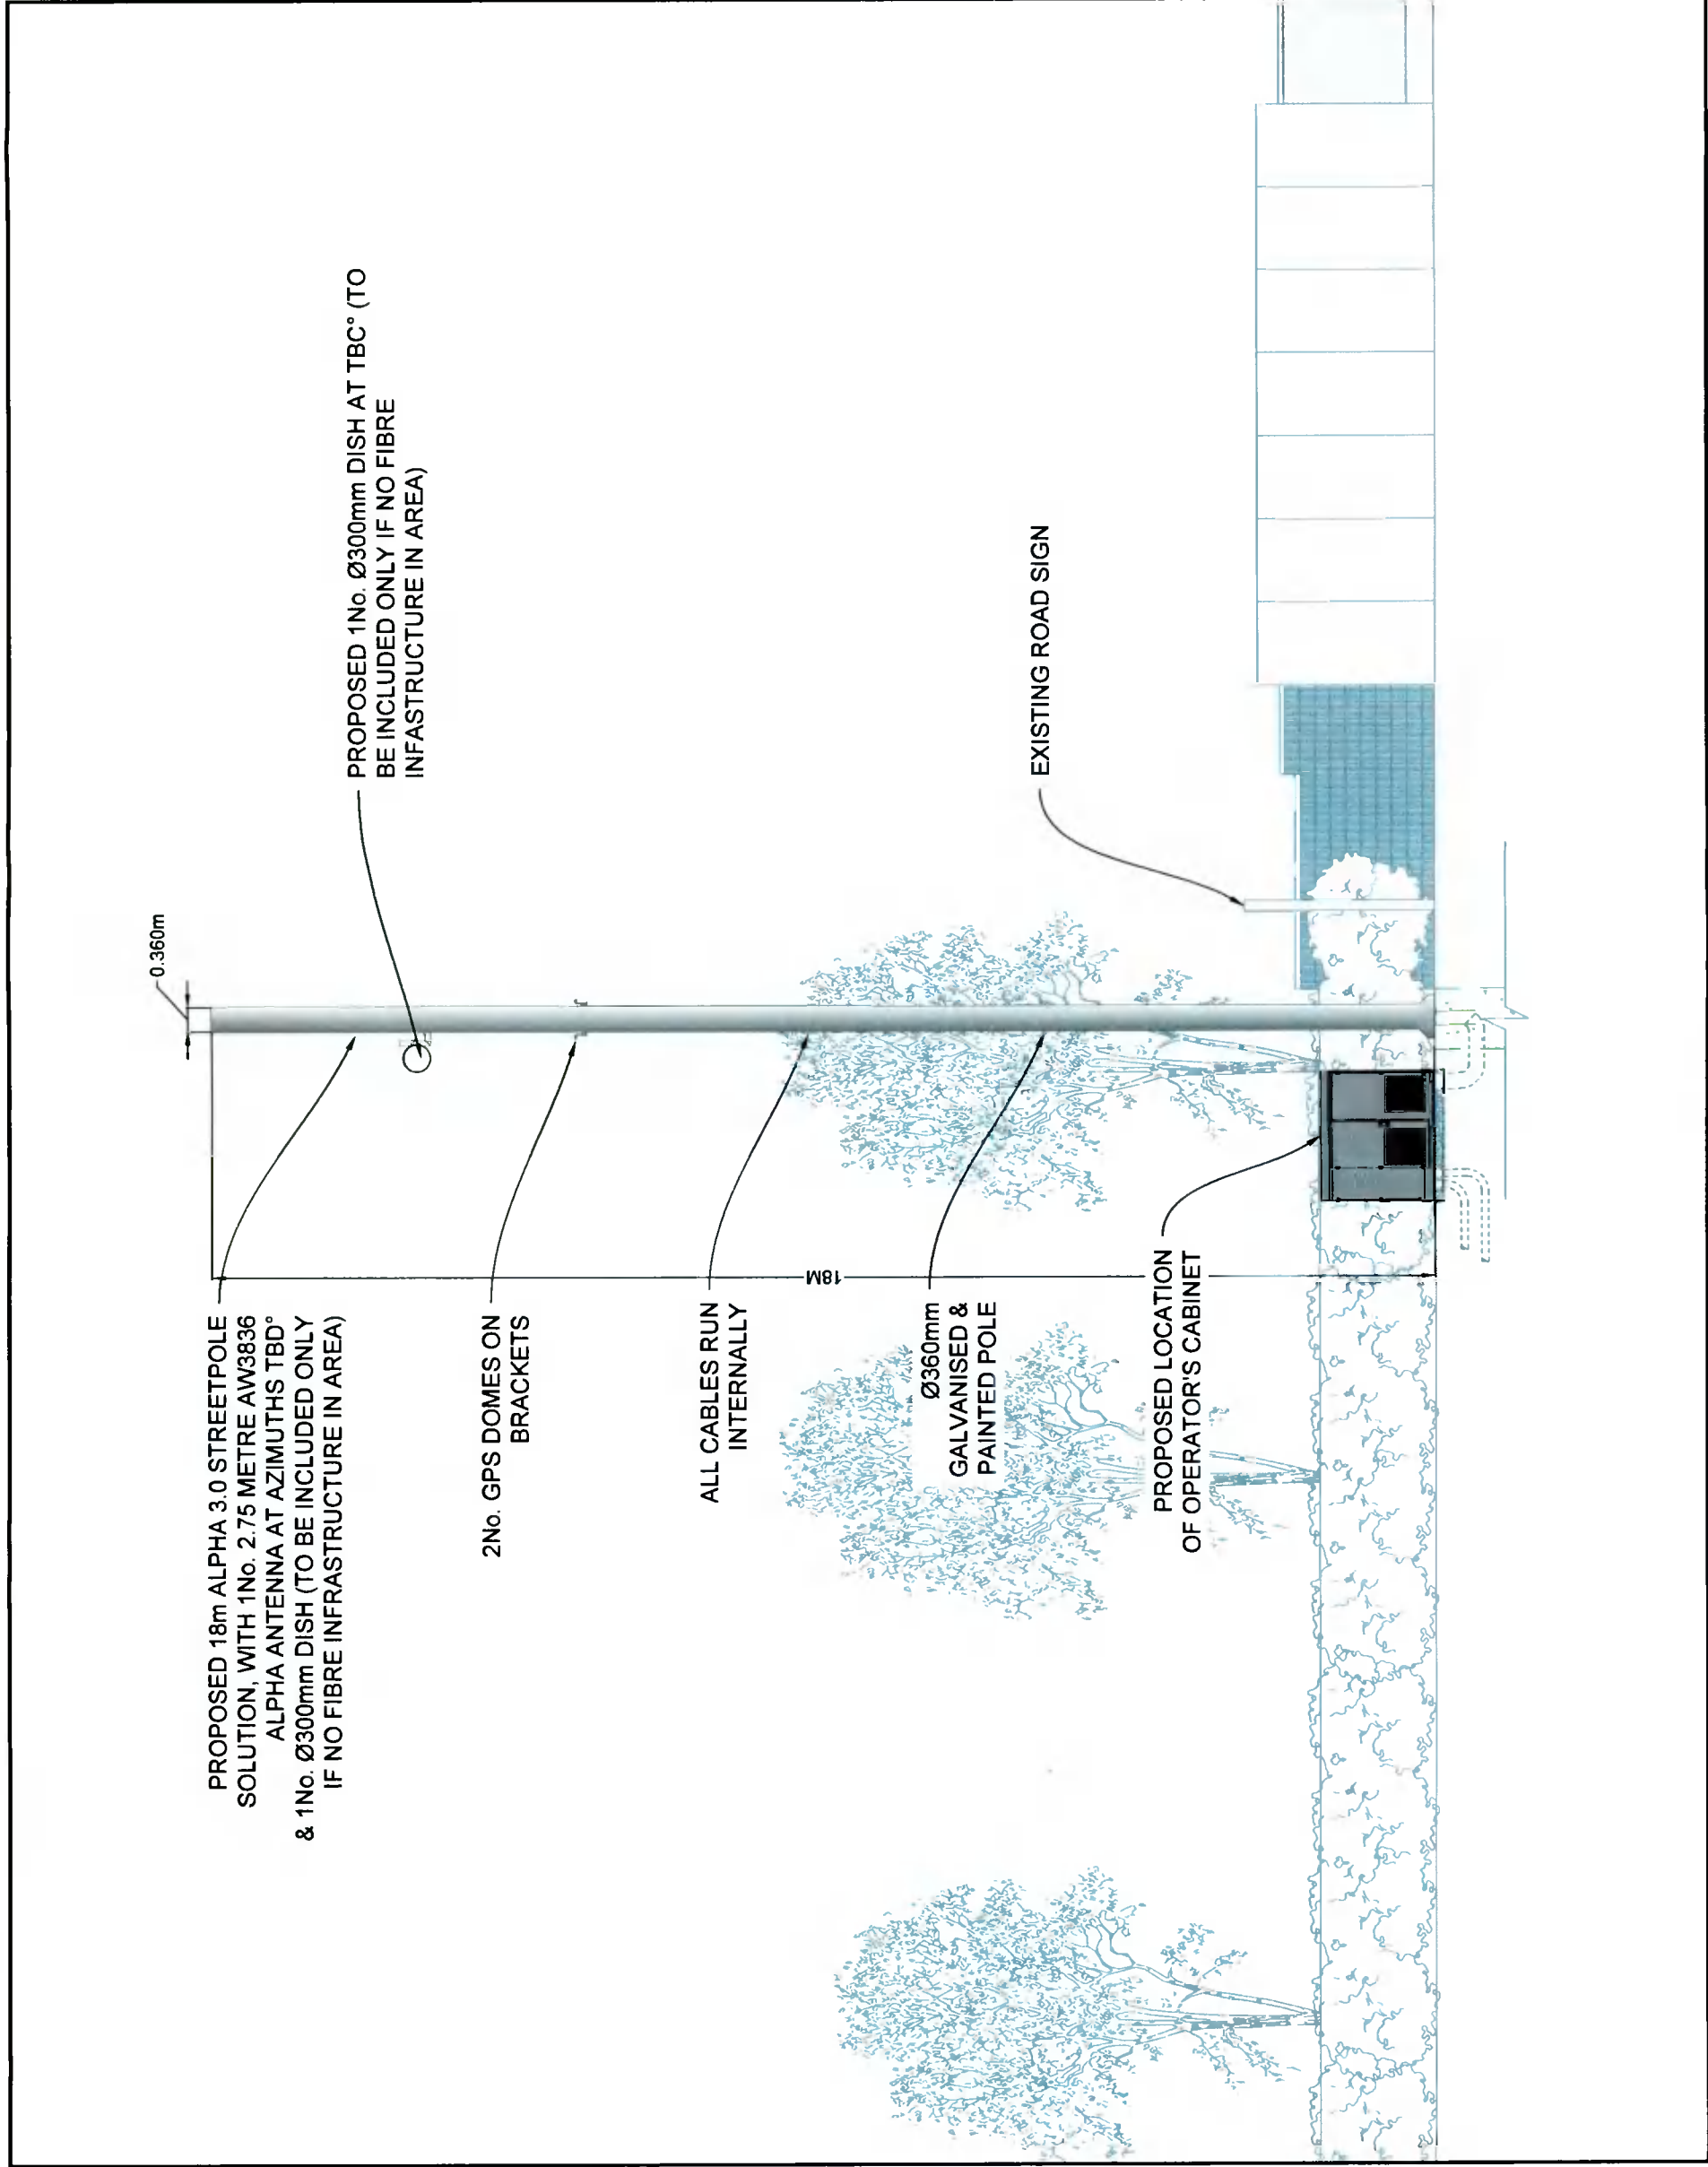 0.360m
PROPOSED 18m ALPHA 3.0 STREETPOLE
SOLUTION, WITH 1No. 2.75 METRE AW3836
ALPHA ANTENNA AT AZIMUTHS TBD°
& 1No. Ø300mm DISH (TO BE INCLUDED ONLY
IF NO FIBRE INFRASTRUCTURE IN AREA)
PROPOSED 1No. Ø300mm DISH AT TBC° (TO
BE INCLUDED ONLY IF NO FIBRE
INFASTRUCTURE IN AREA)
2No. GPS DOMES ON
BRACKETS
ALL CABLES RUN
INTERNALLY
18M
Ø360mm
GALVANISED &
PAINTED POLE
EXISTING ROAD SIGN
PROPOSED LOCATION
OF OPERATOR'S CABINET